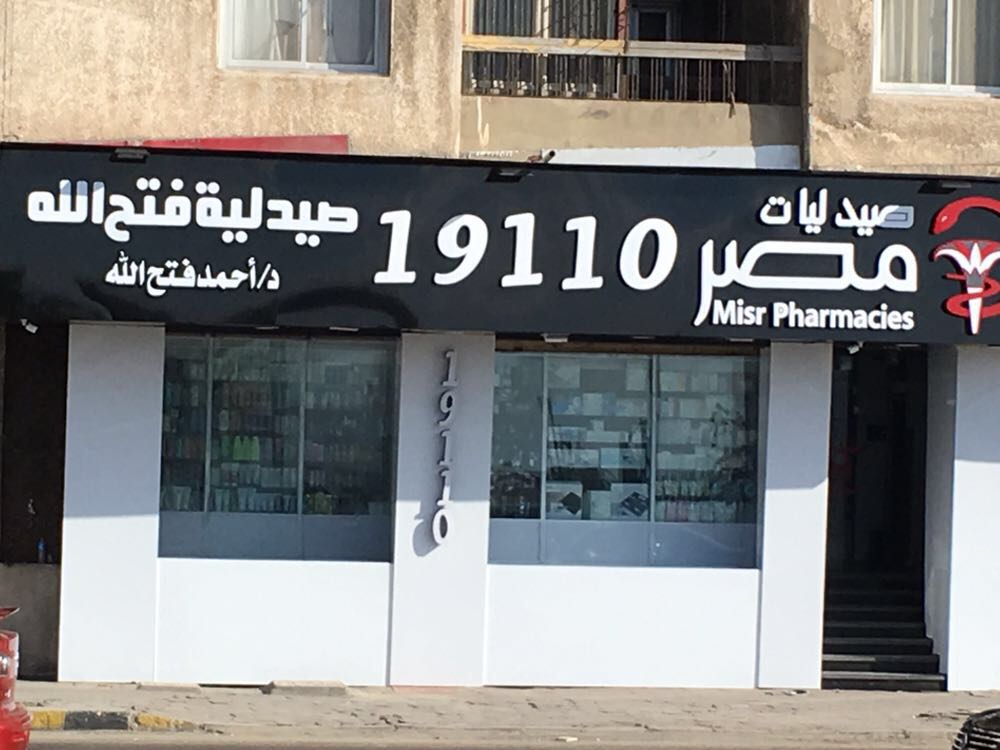 صيدليات
مصر
Misr Pharmacies
19110
صيدلية فتح الله
د/أحمد فتح الله
19110